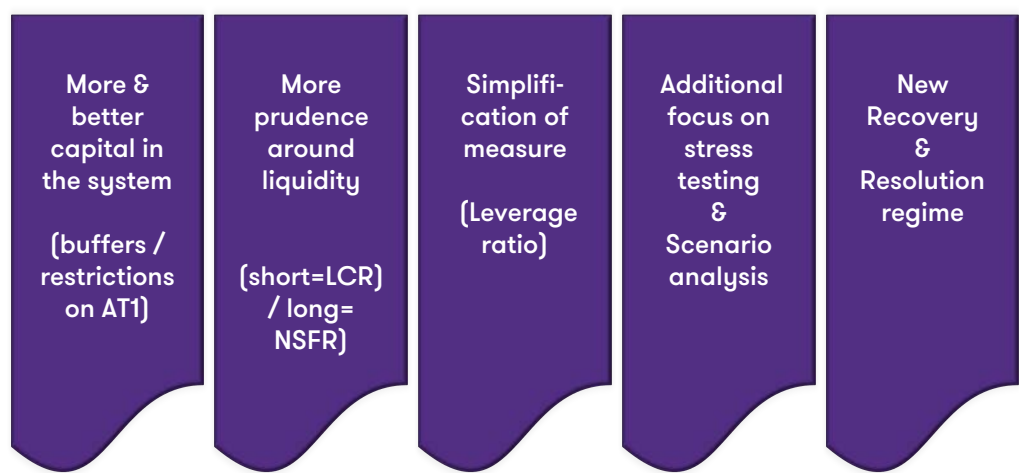 More &
better
capital in
the system
(buffers /
restrictions
on AT1)
More
prudence
around
liquidity
(short=LCR)
/ long=
NSFR)
Simplifi-
cation of
measure
(Leverage
ratio)
Additional
focus on
stress
testing
&
Scenario
analysis
New
Recovery
&
Resolution
regime